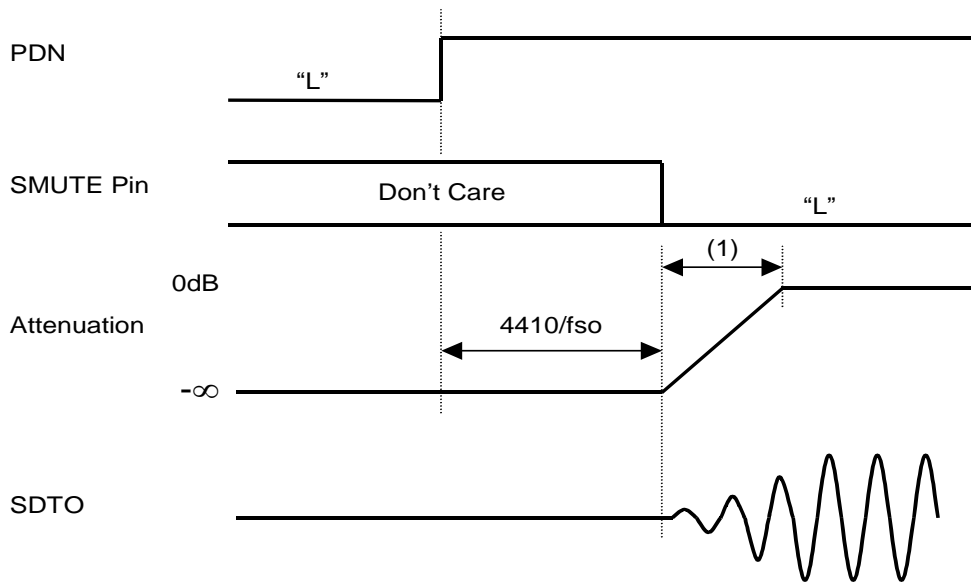 PDN
“L”
SMUTE Pin
Don’t Care
“L”
(1)
0dB
Attenuation
4410/fso
-∞
SDTO